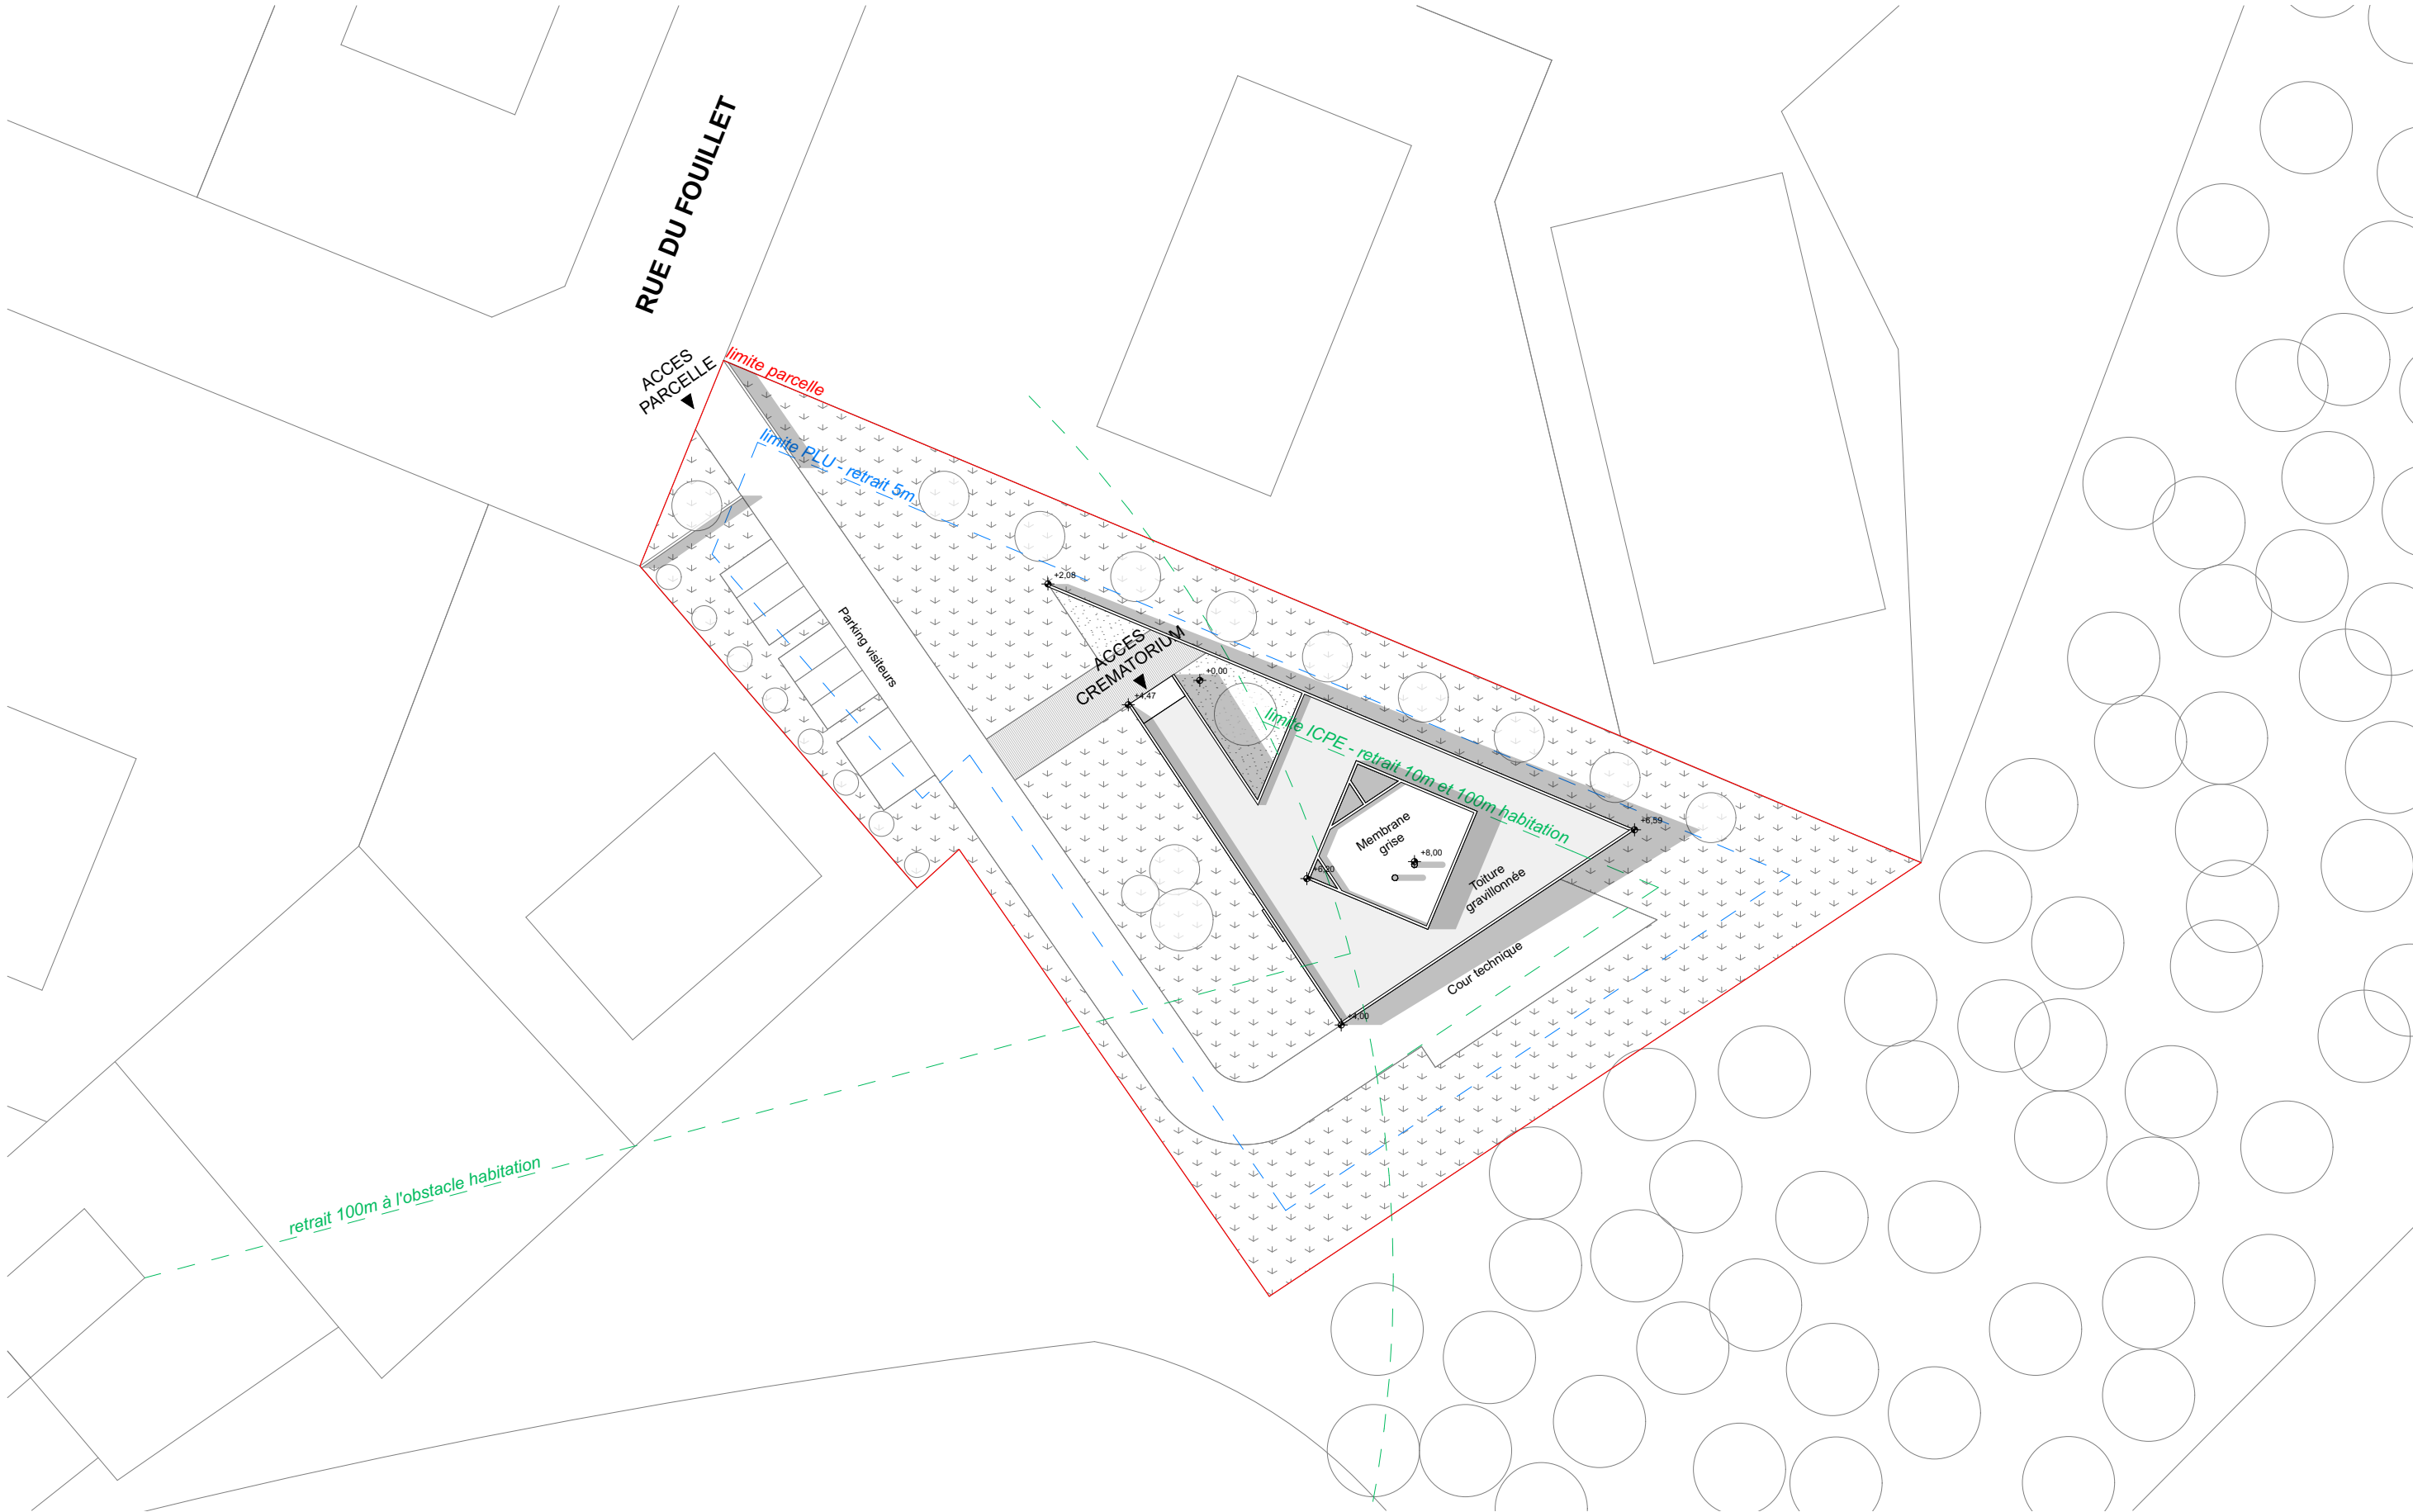 RUE DU FOUILLET
ACCES
PARCELLE
limite parcelle
limite PLU - retrait 5m
+2,08
Parking visiteurs
ACCES
CREMATORIUM
+0,00
+4,47
limite ICPE - retrait 10m et 100m habitation
+6,59
Membrane
grise
+8,00
+6,20
Toiture
gravillonnée
Cour technique
+4,00
retrait 100m à l'obstacle habitation